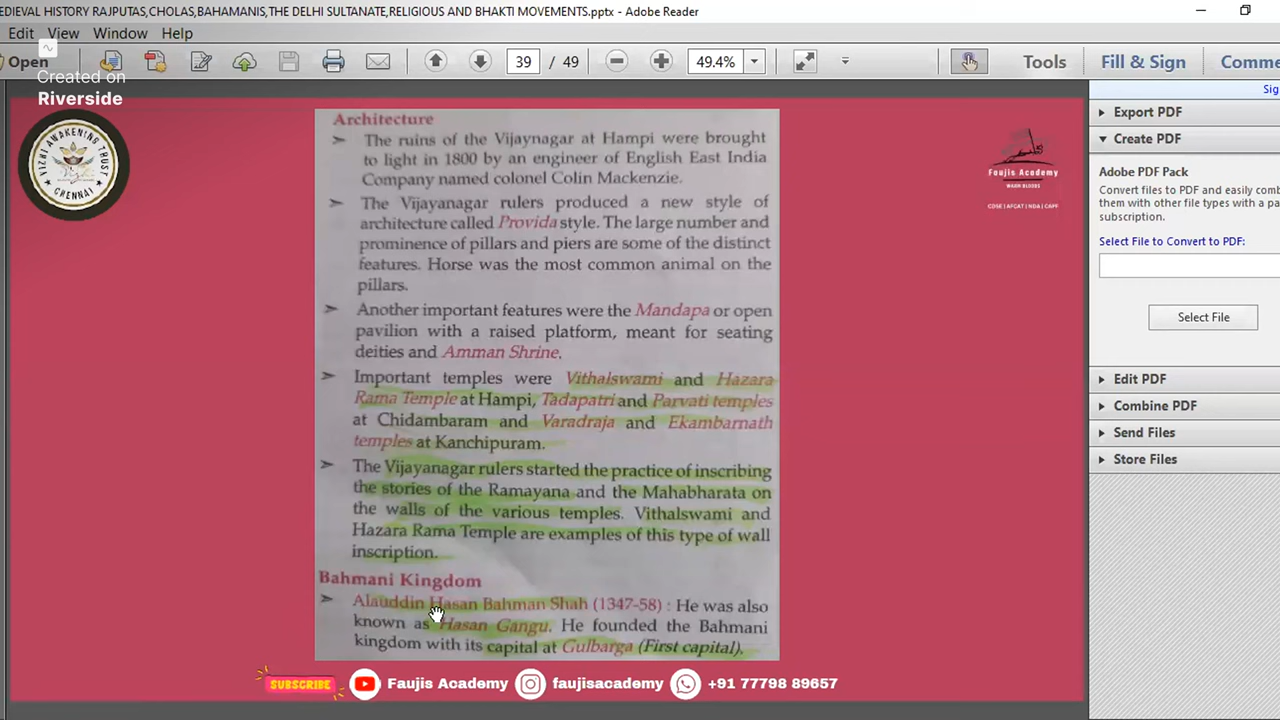 EDIEVAL HISTORY RAJPUTAS,CHOLAS,BAHAMANIS,THE DELHI SULTANATE,RELIGIOUS AND BHAKTI MOVEMENTS.pptx - Adobe Reader
Edit View Window Help
Open 39 / 49 49.4% Tools Fill & Sign Comme
Created on
Riverside
Sig
VIZHI AWAKENING TRUST
CHENNAI
Architecture
➤ The ruins of the Vijaynagar at Hampi were brought
to light in 1800 by an engineer of English East India
Company named colonel Colin Mackenzie.
➤ The Vijayanagar rulers produced a new style of
architecture called Provida style. The large number and
prominence of pillars and piers are some of the distinct
features. Horse was the most common animal on the
pillars.
➤ Another important features were the Mandapa or open
pavilion with a raised platform, meant for seating
deities and Amman Shrine.
➤ Important temples were Vithalswami and Hazara
Rama Temple at Hampi, Tadapatri and Parvati temples
at Chidambaram and Varadraja and Ekambarnath
temples at Kanchipuram.
➤ The Vijayanagar rulers started the practice of inscribing
the stories of the Ramayana and the Mahabharata on
the walls of the various temples. Vithalswami and
Hazara Rama Temple are examples of this type of wall
inscription.
Bahmani Kingdom
➤ Alauddin Hasan Bahman Shah (1347-58) : He was also
known as Hasan Gangu. He founded the Bahmani
kingdom with its capital at Gulbarga (First capital).
Faujis Academy
CDSE | AFCAT | NDA | CAPF
SUBSCRIBE Faujis Academy faujisacademy +91 77798 89657
Export PDF
Create PDF
Adobe PDF Pack
Convert files to PDF and easily comb
them with other file types with a pa
subscription.
Select File to Convert to PDF:
Select File
Edit PDF
Combine PDF
Send Files
Store Files